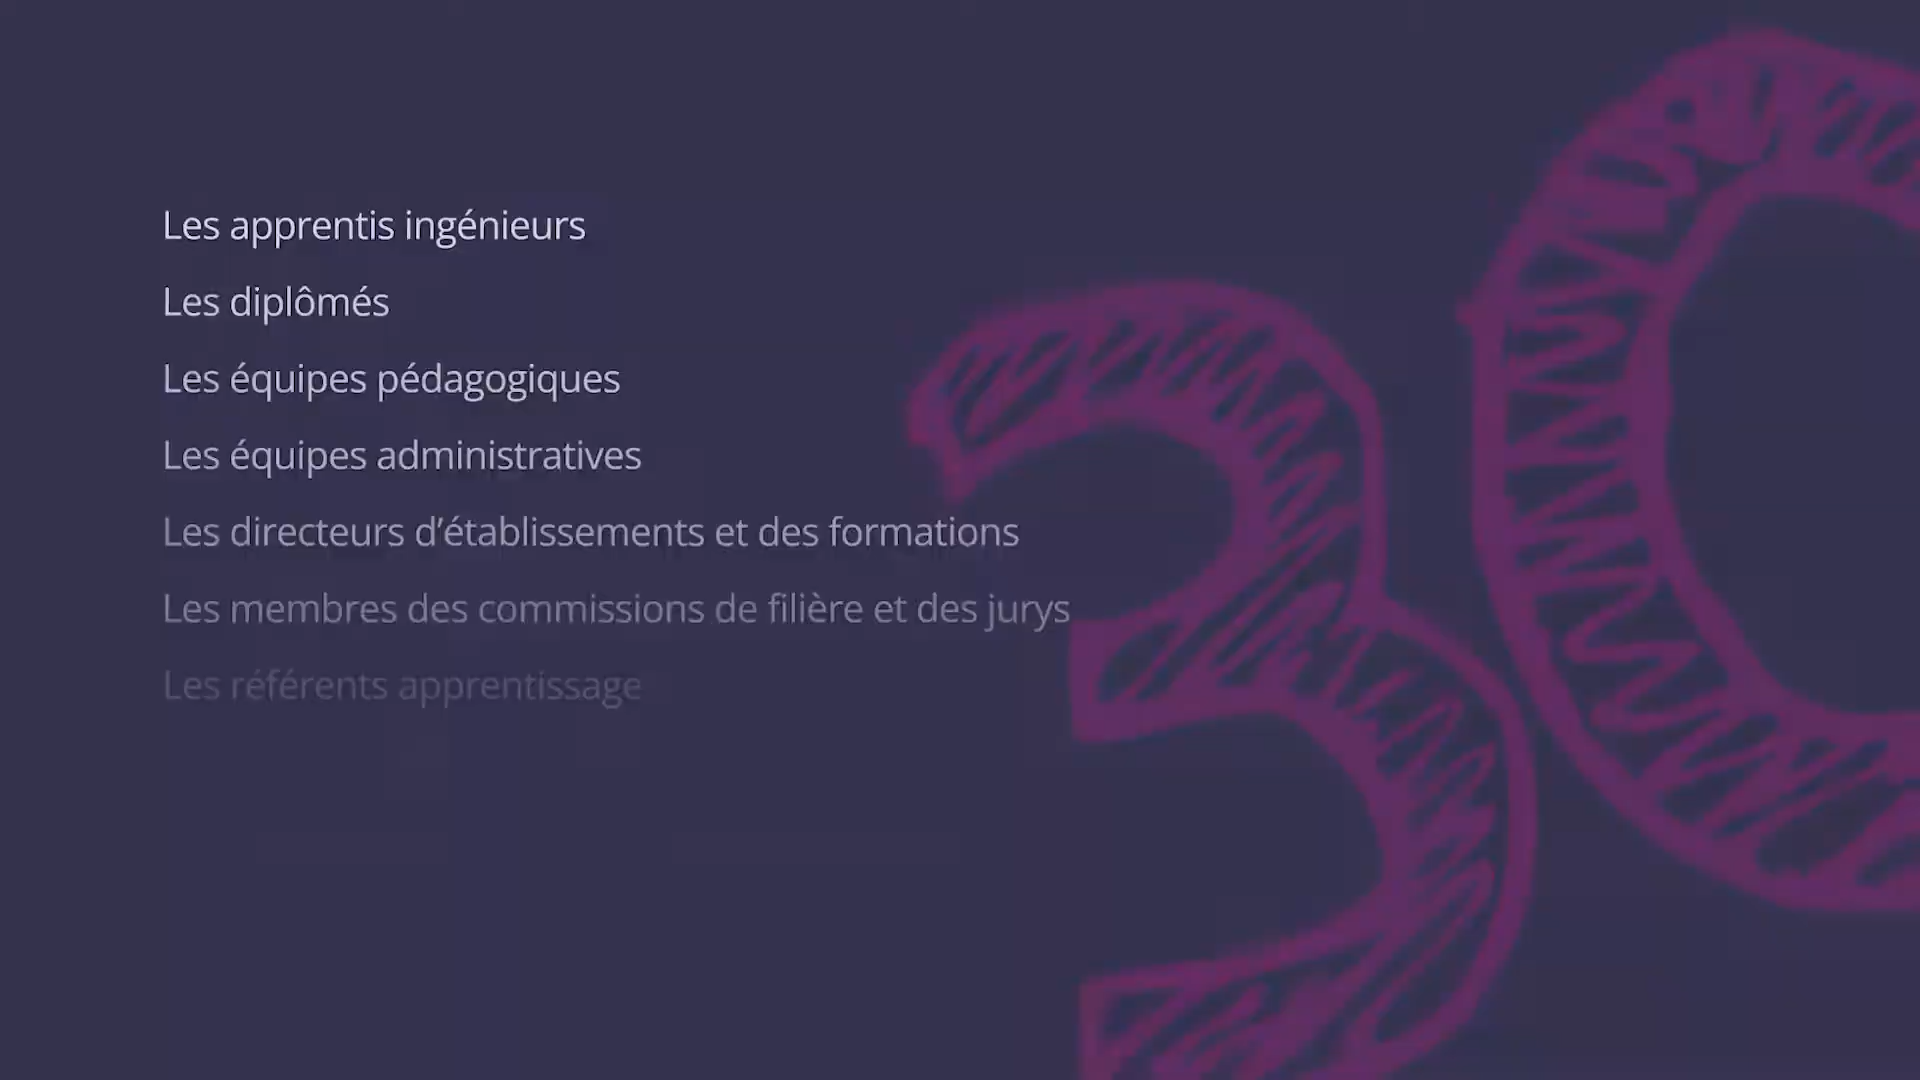 Les apprentis ingénieurs
Les diplômés
Les équipes pédagogiques
Les équipes administratives
Les directeurs d’établissements et des formations
Les membres des commissions de filière et des jurys
Les référents apprentissage
30